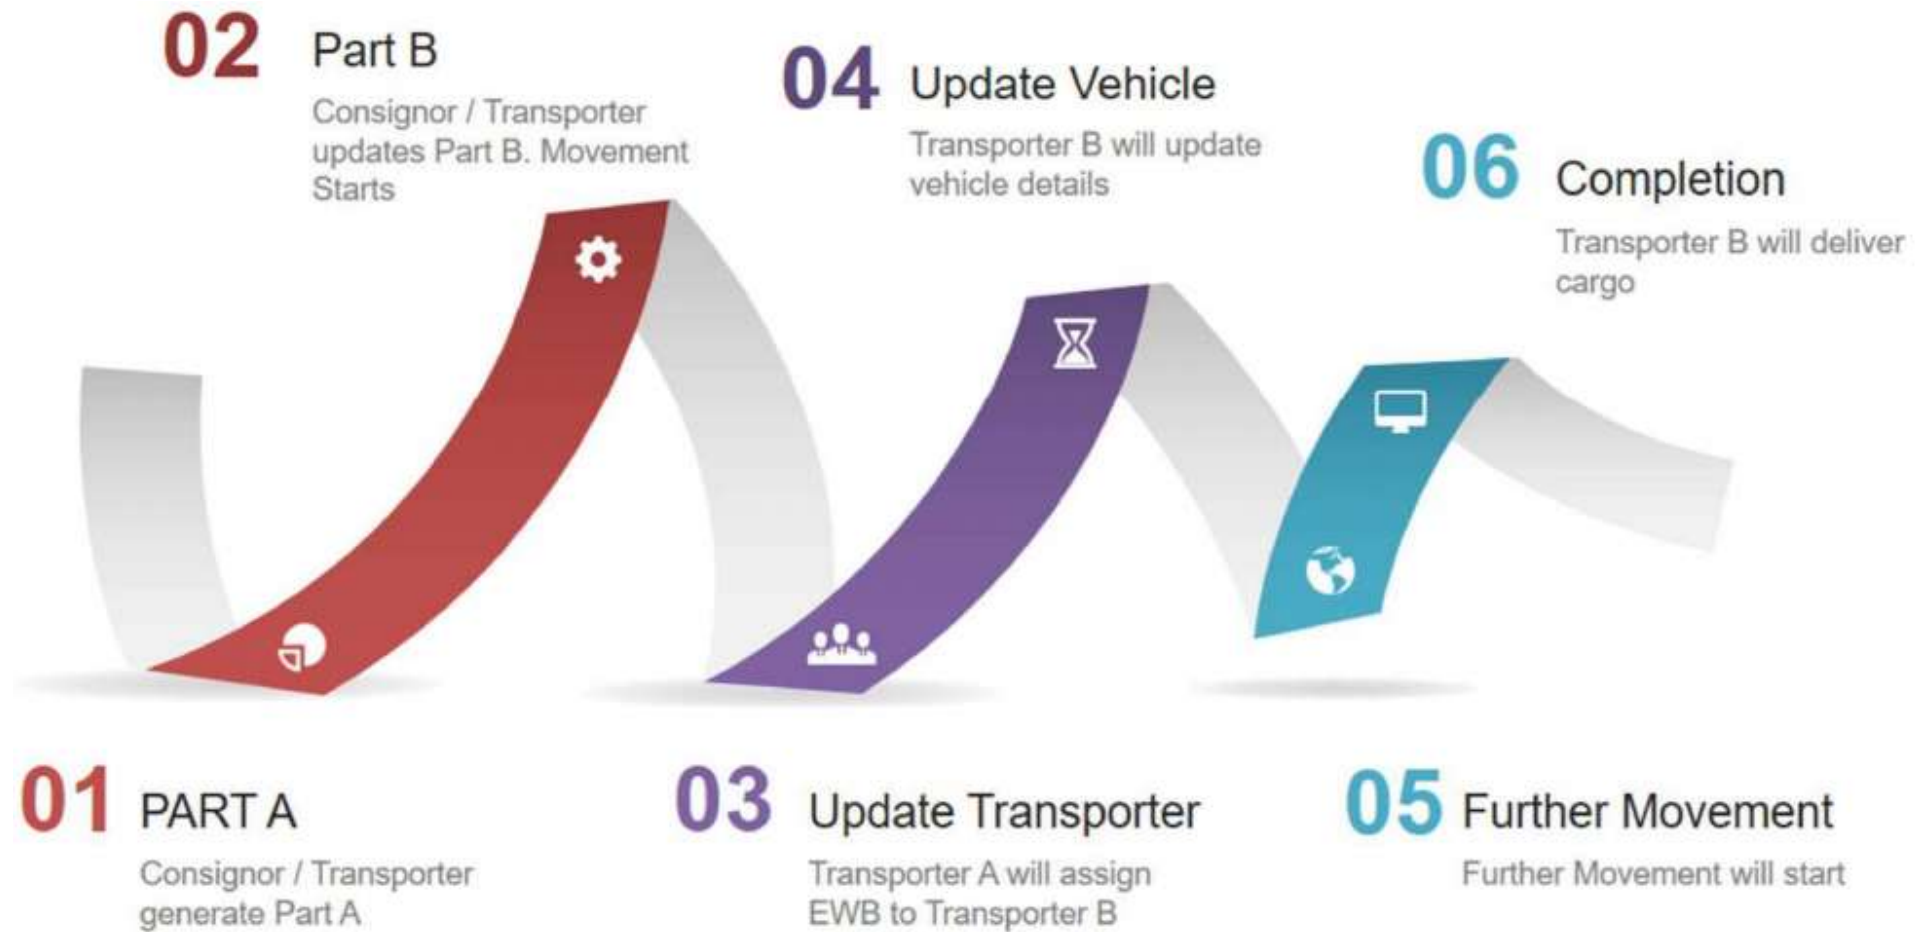 02
Part B
Consignor / Transporter
updates Part B. Movement
Starts
04
Update Vehicle
Transporter B will update
vehicle details
06
Completion
Transporter B will deliver
cargo
01
PART A
Consignor / Transporter
generate Part A
03
Update Transporter
Transporter A will assign
EWB to Transporter B
05
Further Movement
Further Movement will start